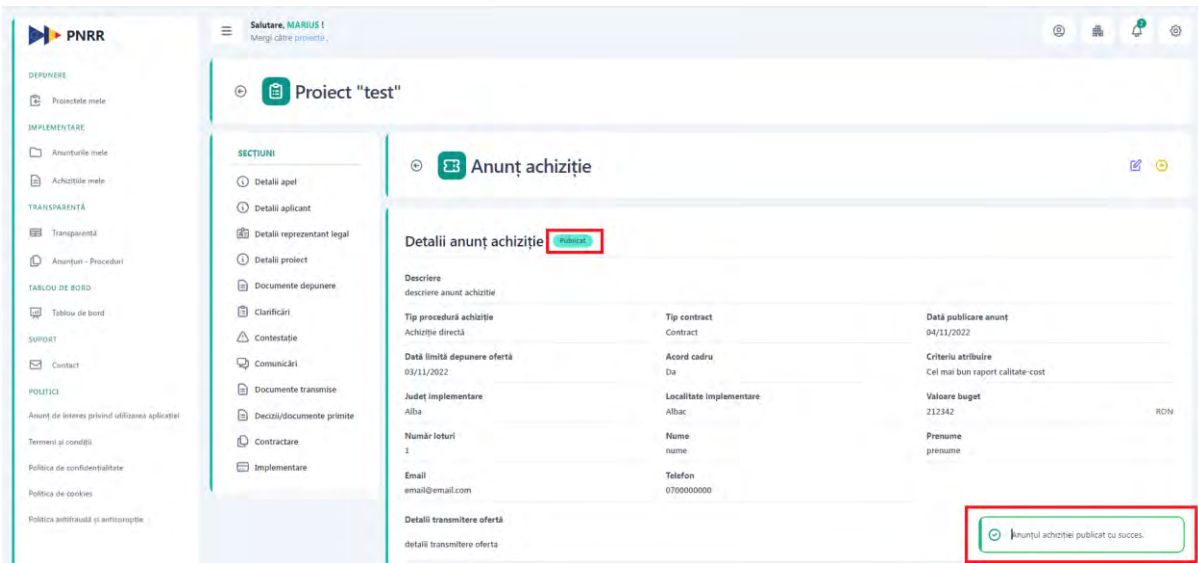 PNRR
Salutare, MARIUS !
Mergi către proiecte .
2
DEPUNERE
Proiectele mele
IMPLEMENTARE
Anunțurile mele
Achizițiile mele
TRANSPARENȚĂ
Transparență
Anunțuri - Proceduri
TABLOU DE BORD
Tablou de bord
SUPORT
Contact
POLITICI
Anunț de interes privind utilizarea aplicației
Termeni și condiții
Politica de confidențialitate
Politica de cookies
Politica antifraudă și anticorupție
Proiect "test"
SECȚIUNI
Detalii apel
Detalii aplicant
Detalii reprezentant legal
Detalii proiect
Documente depunere
Clarificări
Contestație
Comunicări
Documente transmise
Decizii/documente primite
Contractare
Implementare
Anunț achiziție
Detalii anunț achiziție Publicat
Descriere
descriere anunt achizitie
Tip procedură achiziție
Achiziție directă
Tip contract
Contract
Dată publicare anunț
04/11/2022
Dată limită depunere ofertă
03/11/2022
Acord cadru
Da
Criteriu atribuire
Cel mai bun raport calitate-cost
Județ implementare
Alba
Localitate implementare
Albac
Valoare buget
212342 RON
Număr loturi
1
Nume
nume
Prenume
prenume
Email
email@email.com
Telefon
0700000000
Detalii transmitere ofertă
detalii transmitere oferta
Anunțul achiziției publicat cu succes.